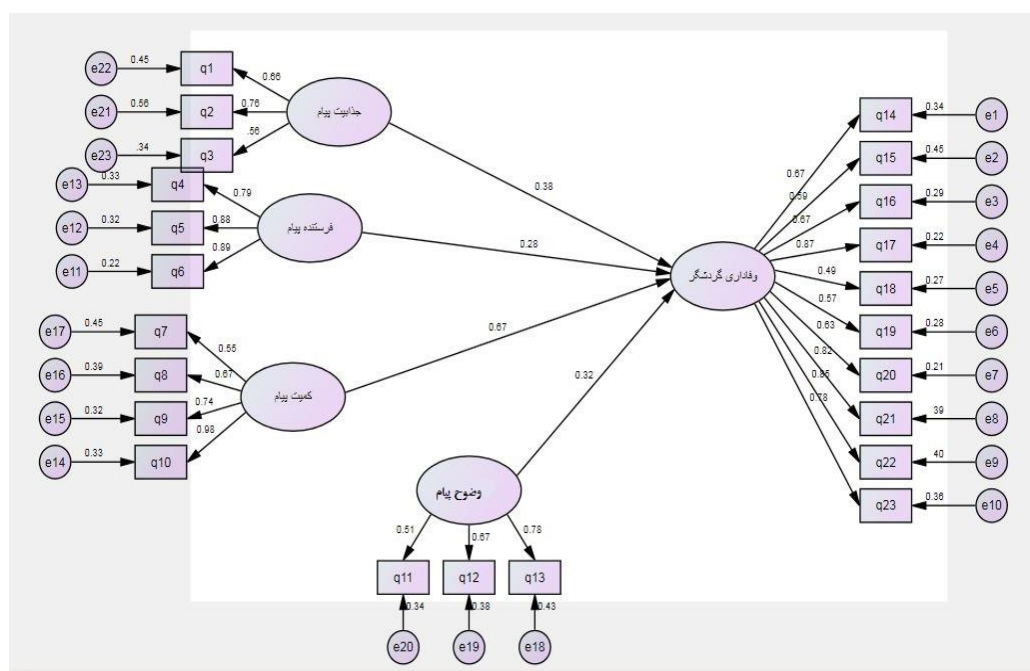 e22 0.45 q1 0.66
e21 0.56 q2 0.76
e23 .34 q3 .56
جذابیت پیام
0.38
e13 0.33 q4 0.79
e12 0.32 q5 0.88
e11 0.22 q6 0.89
فرستنده پیام
0.28
e17 0.45 q7 0.55
e16 0.39 q8 0.67
e15 0.32 q9 0.74
e14 0.33 q10 0.98
کمیت پیام
0.67
وضوح پیام
0.32
0.51 0.67 0.78
q11 q12 q13
0.34 0.38 0.43
e20 e19 e18
وفاداری گردشگر
0.67 q14 0.34 e1
0.59 q15 0.45 e2
0.67 q16 0.29 e3
0.87 q17 0.22 e4
0.49 q18 0.27 e5
0.57 q19 0.28 e6
0.63 q20 0.21 e7
0.82 q21 39 e8
0.85 q22 40 e9
0.78 q23 0.36 e10